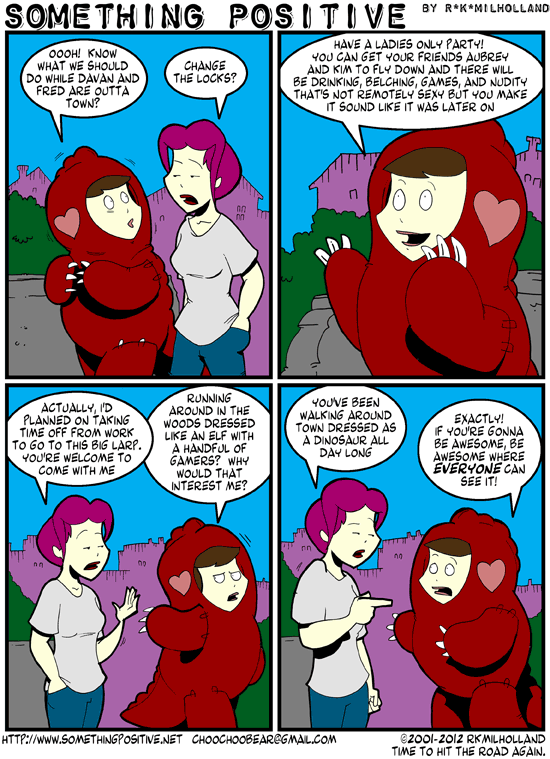 SOMETHING POSITIVE BY R*K*MILHOLLAND
OOOH! KNOW
WHAT WE SHOULD
DO WHILE DAVAN AND
FRED ARE OUTTA
TOWN?
CHANGE
THE LOCKS?
HAVE A LADIES ONLY PARTY!
YOU CAN GET YOUR FRIENDS AUBREY
AND KIM TO FLY DOWN AND THERE WILL
BE DRINKING, BELCHING, GAMES, AND NUDITY
THAT'S NOT REMOTELY SEXY BUT YOU MAKE
IT SOUND LIKE IT WAS LATER ON
ACTUALLY, I'D
PLANNED ON TAKING
TIME OFF FROM WORK
TO GO TO THIS BIG LARP.
YOU'RE WELCOME TO
COME WITH ME
RUNNING
AROUND IN THE
WOODS DRESSED
LIKE AN ELF WITH
A HANDFUL OF
GAMERS? WHY
WOULD THAT
INTEREST ME?
YOU'VE BEEN
WALKING AROUND
TOWN DRESSED AS
A DINOSAUR ALL
DAY LONG
EXACTLY!
IF YOU'RE GONNA
BE AWESOME, BE
AWESOME WHERE
EVERYONE CAN
SEE IT!
HTTP://WWW.SOMETHINGPOSITIVE.NET CHOOCHOOBEAR@GMAIL.COM ©2001-2012 RKMILHOLLAND
TIME TO HIT THE ROAD AGAIN.